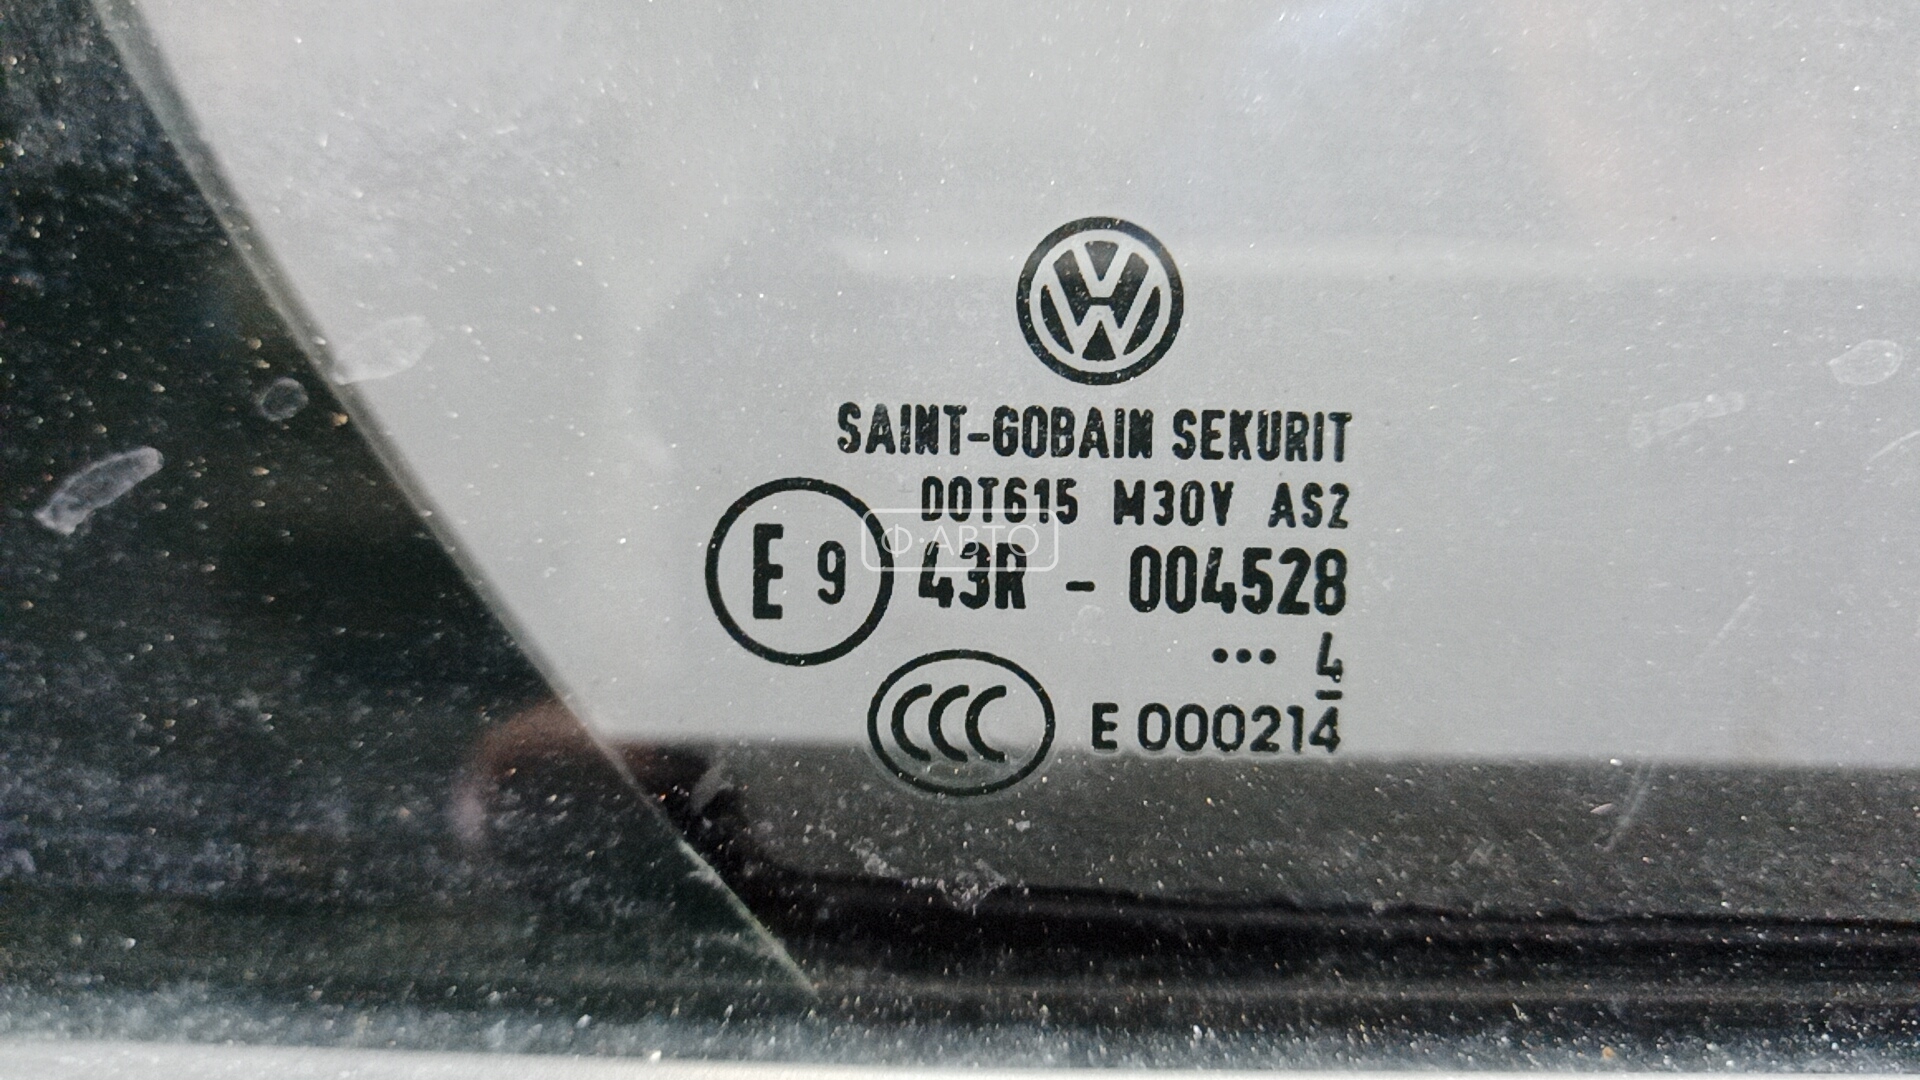 SAINT-GOBAIN SEKURIT
DOT615 M30V AS2
E 9 43R - 004528
Ф·АВТО
••• 4
CCC E 000214